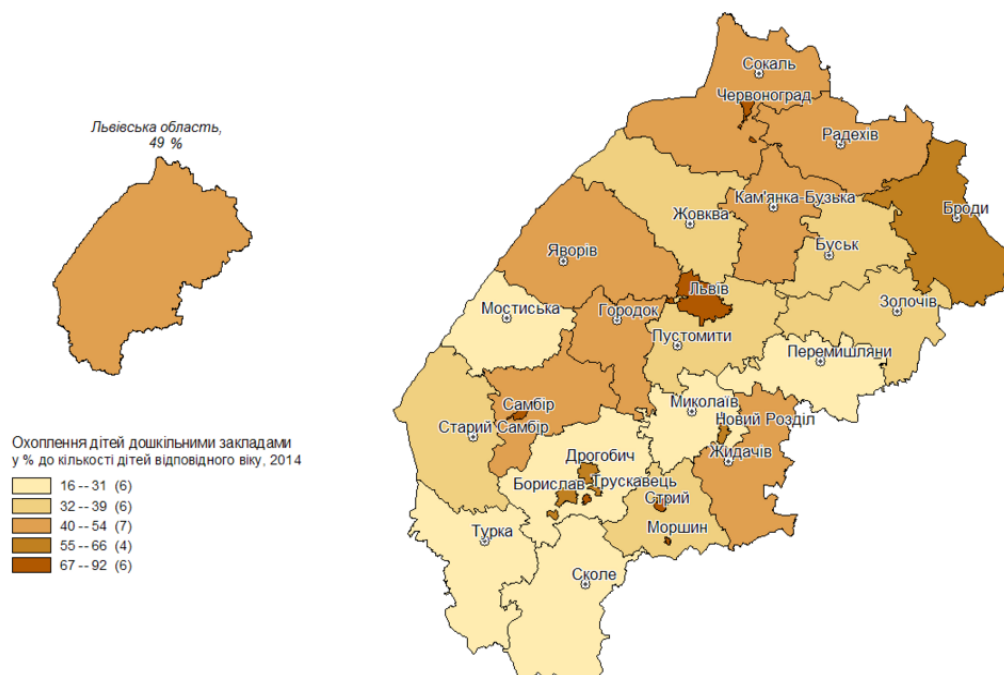 Львівська область,
49 %
Охоплення дітей дошкільними закладами
у % до кількості дітей відповідного віку, 2014
16 -- 31 (6)
32 -- 39 (6)
40 -- 54 (7)
55 -- 66 (4)
67 -- 92 (6)
Сокаль
Червоноград
Радехів
Кам'янка-Бузька
Жовква
Броди
Буськ
Яворів
Львів
Золочів
Мостиська
Городок
Пустомити
Перемишляни
Миколаїв
Самбір
Новий Розділ
Старий Самбір
Жидачів
Дрогобич
Борислав
Трускавець
Стрий
Моршин
Турка
Сколе